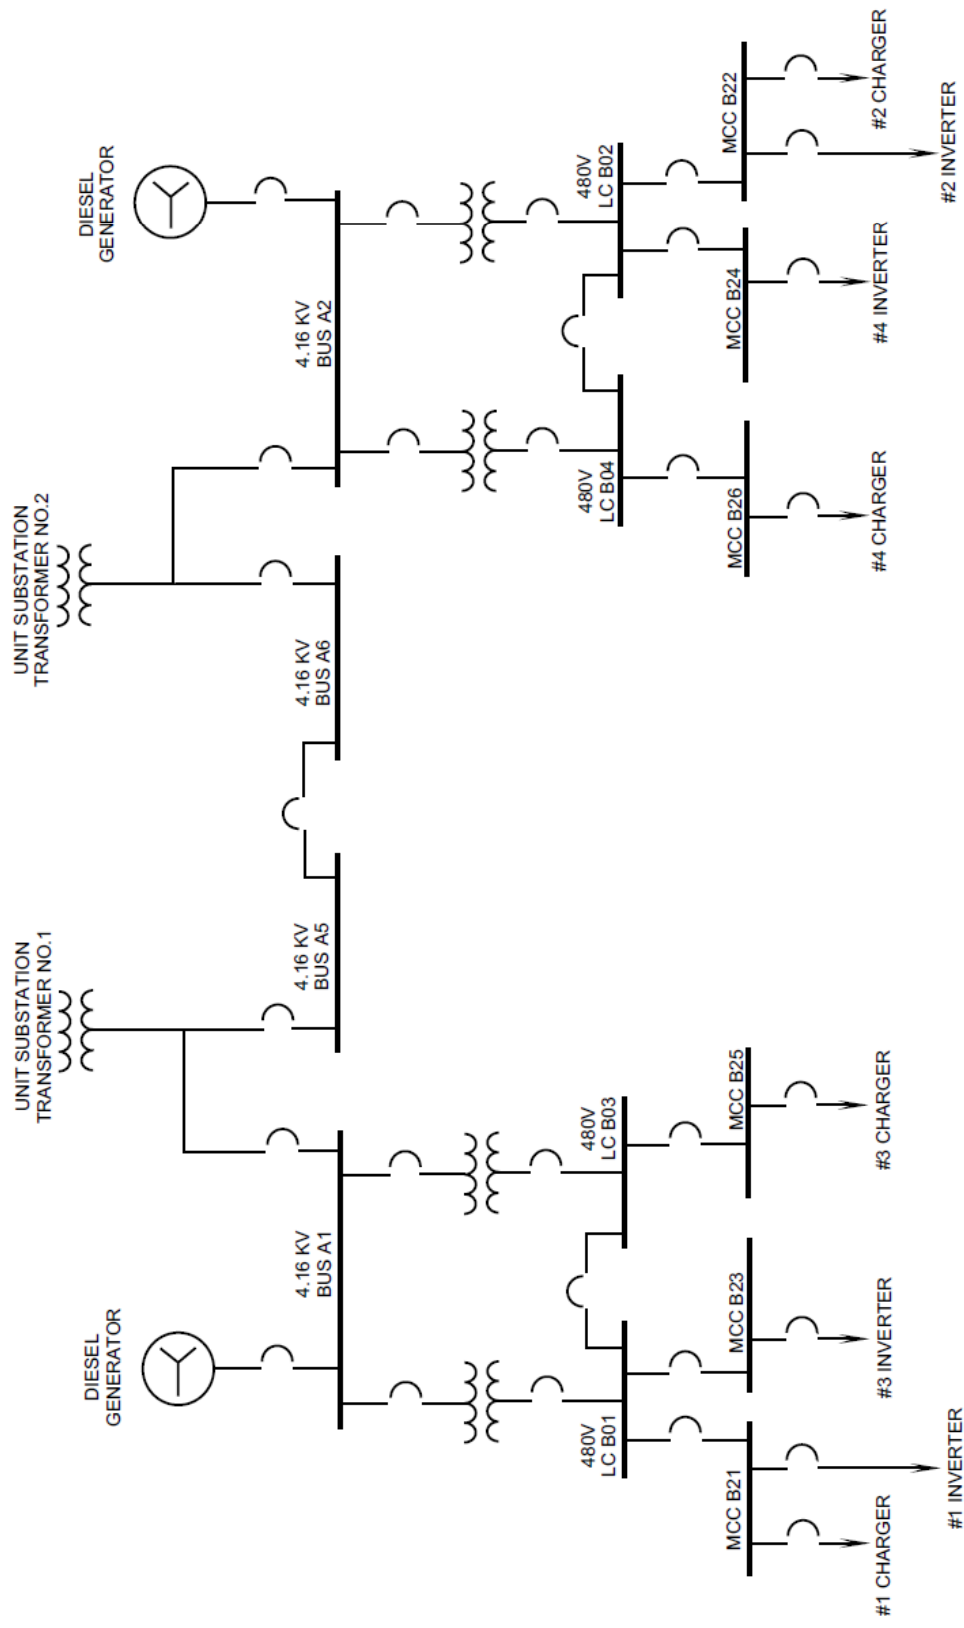 UNIT SUBSTATION
TRANSFORMER NO.1
UNIT SUBSTATION
TRANSFORMER NO.2
DIESEL
GENERATOR
DIESEL
GENERATOR
4.16 KV
BUS A1
4.16 KV
BUS A5
4.16 KV
BUS A6
4.16 KV
BUS A2
480V
LC B01
480V
LC B03
480V
LC B04
480V
LC B02
MCC B21
MCC B23
MCC B25
MCC B26
MCC B24
MCC B22
#1 CHARGER
#3 INVERTER
#3 CHARGER
#4 CHARGER
#4 INVERTER
#2 CHARGER
#1 INVERTER
#2 INVERTER